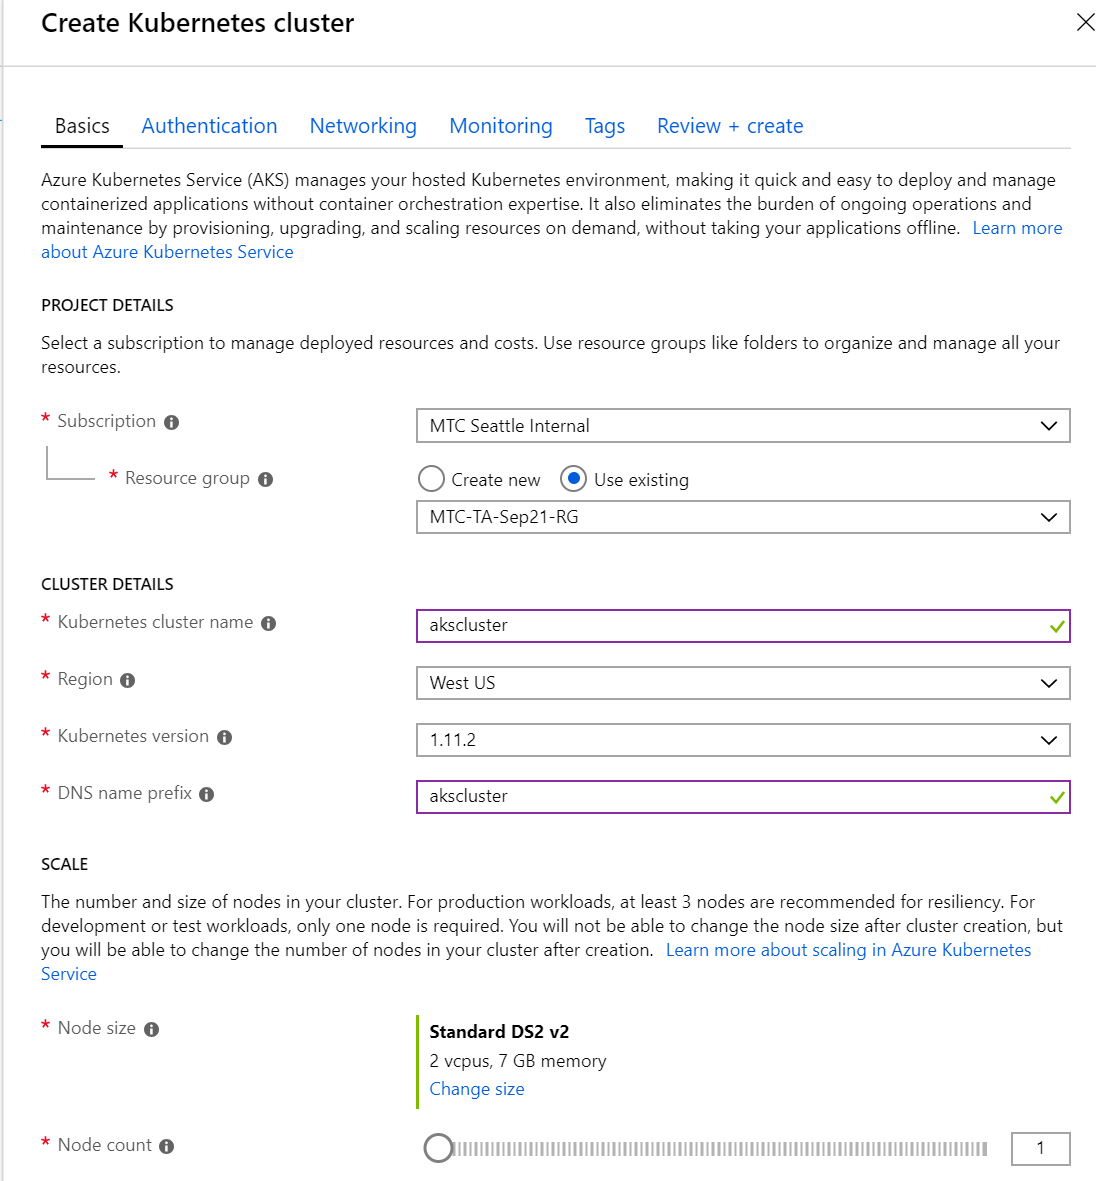 Create Kubernetes cluster
Basics Authentication Networking Monitoring Tags Review + create
Azure Kubernetes Service (AKS) manages your hosted Kubernetes environment, making it quick and easy to deploy and manage
containerized applications without container orchestration expertise. It also eliminates the burden of ongoing operations and
maintenance by provisioning, upgrading, and scaling resources on demand, without taking your applications offline. Learn more
about Azure Kubernetes Service
PROJECT DETAILS
Select a subscription to manage deployed resources and costs. Use resource groups like folders to organize and manage all your
resources.
* Subscription
MTC Seattle Internal
* Resource group
Create new Use existing
MTC-TA-Sep21-RG
CLUSTER DETAILS
* Kubernetes cluster name
akscluster
* Region
West US
* Kubernetes version
1.11.2
* DNS name prefix
akscluster
SCALE
The number and size of nodes in your cluster. For production workloads, at least 3 nodes are recommended for resiliency. For
development or test workloads, only one node is required. You will not be able to change the node size after cluster creation, but
you will be able to change the number of nodes in your cluster after creation. Learn more about scaling in Azure Kubernetes
Service
* Node size
Standard DS2 v2
2 vcpus, 7 GB memory
Change size
* Node count
1